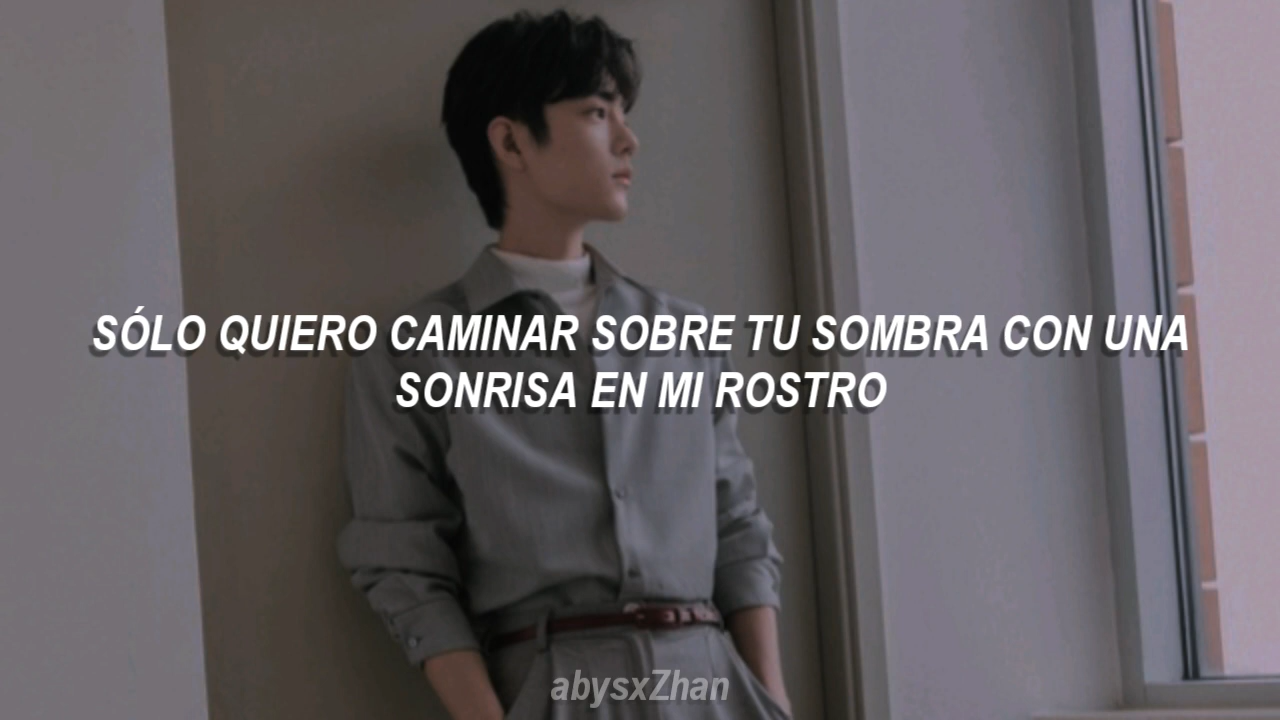 SÓLO QUIERO CAMINAR SOBRE TU SOMBRA CON UNA
SONRISA EN MI ROSTRO
abysxZhan